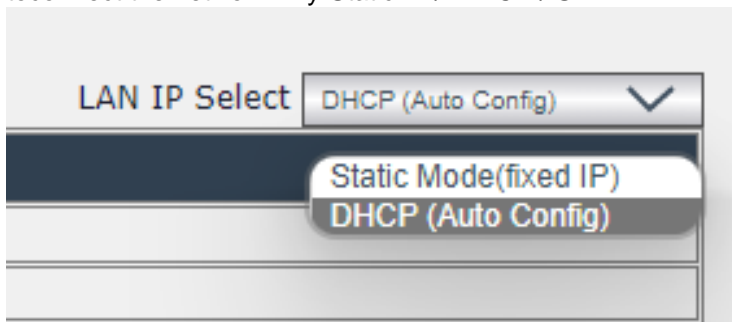 LAN IP Select DHCP (Auto Config)
Static Mode(fixed IP)
DHCP (Auto Config)